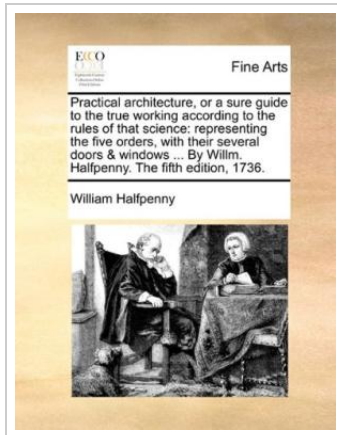 ECCO
Fine Arts
Practical architecture, or a sure guide
to the true working according to the
rules of that science: representing
the five orders, with their several
doors & windows ... By Willm.
Halfpenny. The fifth edition, 1736.
William Halfpenny